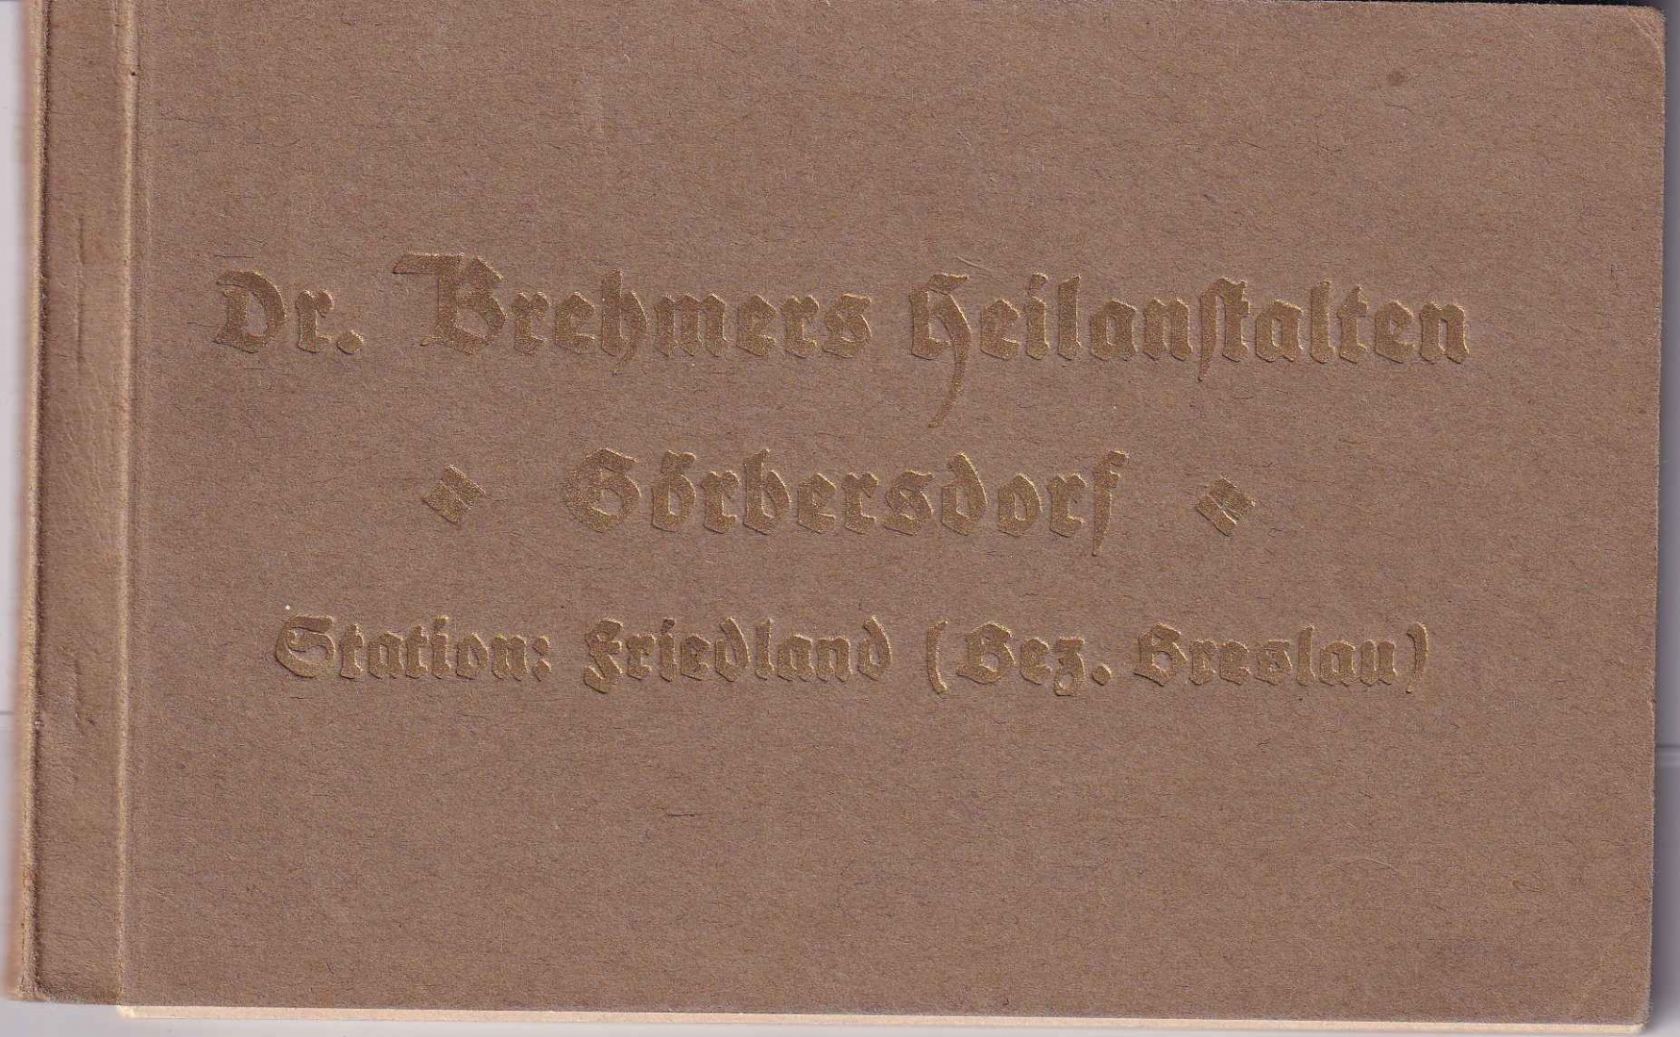 Dr. Brehmers Heilanstalten
Görbersdorf
Station: Friedland (Bez. Breslau)